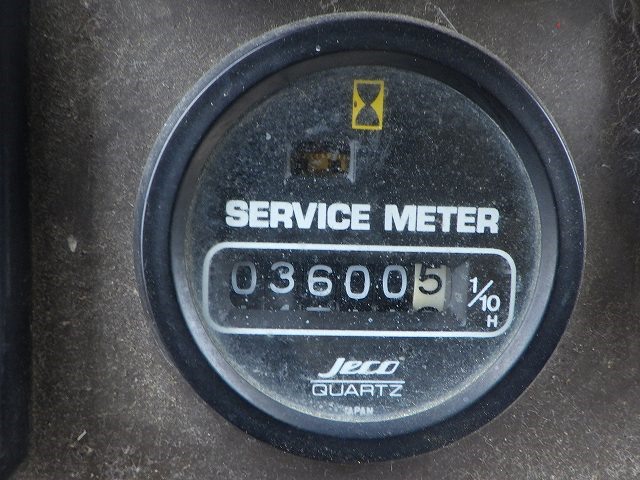 SERVICE METER
036005 1/10 H
Jeco
QUARTZ
JAPAN